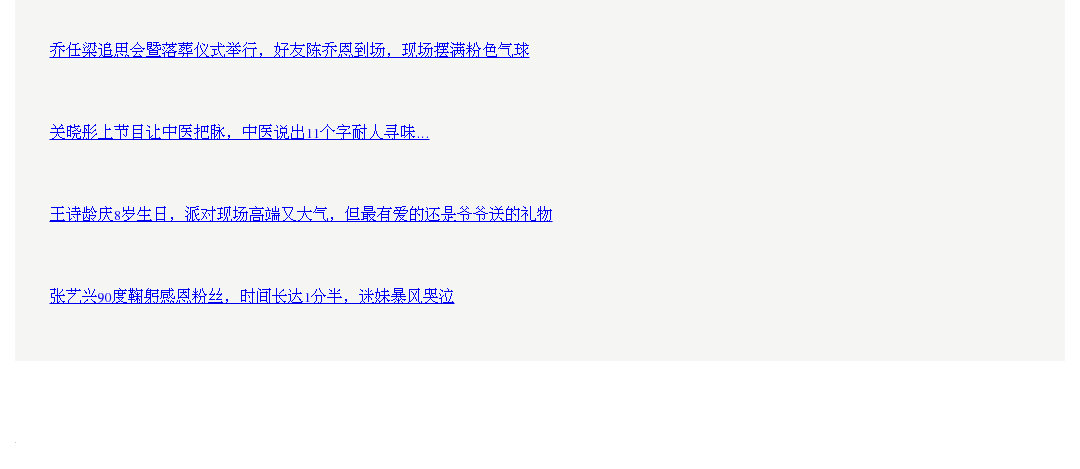 乔任梁追思会暨落葬仪式举行，好友陈乔恩到场，现场摆满粉色气球
关晓彤上节目让中医把脉，中医说出11个字耐人寻味...
王诗龄庆8岁生日，派对现场高端又大气，但最有爱的还是爷爷送的礼物
张艺兴90度鞠躬感恩粉丝，时间长达1分半，迷妹暴风哭泣